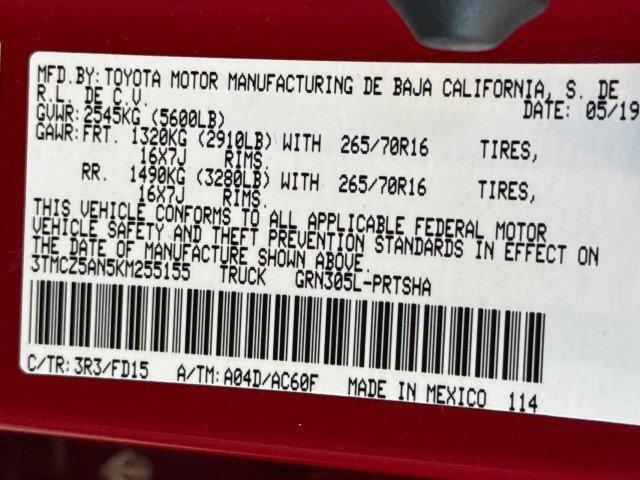 MFD.BY: TOYOTA MOTOR MANUFACTURING DE BAJA CALIFORNIA, S. DE
R.L. DE C.V. DATE: 05/19
GVWR: 2545KG (5600LB)
GAWR: FRT. 1320KG (2910LB) WITH 265/70R16 TIRES,
16X7J RIMS.
RR. 1490KG (3280LB) WITH 265/70R16 TIRES,
16X7J RIMS.
THIS VEHICLE CONFORMS TO ALL APPLICABLE FEDERAL MOTOR
VEHICLE SAFETY AND THEFT PREVENTION STANDARDS IN EFFECT ON
THE DATE OF MANUFACTURE SHOWN ABOVE.
3TMCZ5AN5KM255155 TRUCK GRN305L-PRTSHA
C/TR: 3R3/FD15 A/TM: A04D/AC60F MADE IN MEXICO 114